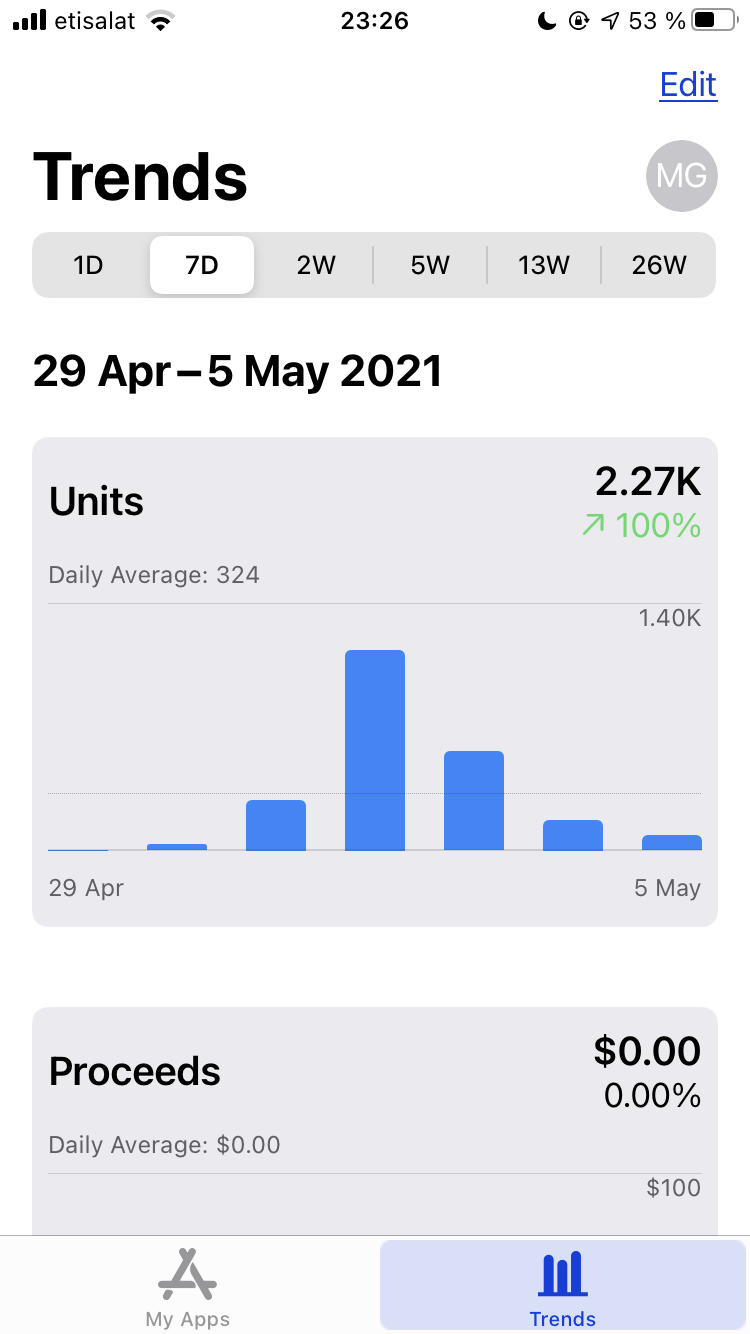 etisalat 23:26 53 %
Edit
Trends MG
1D 7D 2W 5W 13W 26W
29 Apr – 5 May 2021
Units 2.27K
100%
Daily Average: 324
1.40K
29 Apr 5 May
Proceeds $0.00
0.00%
Daily Average: $0.00
$100
My Apps Trends